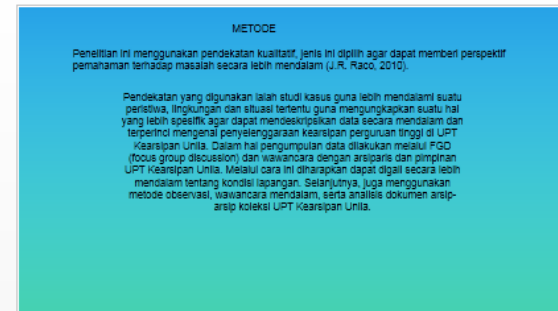 METODE
Penelitian ini menggunakan pendekatan kualitatif, jenis ini dipilih agar dapat memberi perspektif
pemahaman terhadap masalah secara lebih mendalam (J.R. Raco, 2010).
Pendekatan yang digunakan ialah studi kasus guna lebih mendalami suatu
peristiwa, lingkungan dan situasi tertentu guna mengungkapkan suatu hal
yang lebih spesifik agar dapat mendeskripsikan data secara mendalam dan
terperinci mengenai penyelenggaraan kearsipan perguruan tinggi di UPT
Kearsipan Unila. Dalam hal pengumpulan data dilakukan melalui FGD
(focus group discussion) dan wawancara dengan arsiparis dan pimpinan
UPT Kearsipan Unila. Melalui cara ini diharapkan dapat digali secara lebih
mendalam tentang kondisi lapangan. Selanjutnya, juga menggunakan
metode observasi, wawancara mendalam, serta analisis dokumen arsip-
arsip koleksi UPT Kearsipan Unila.